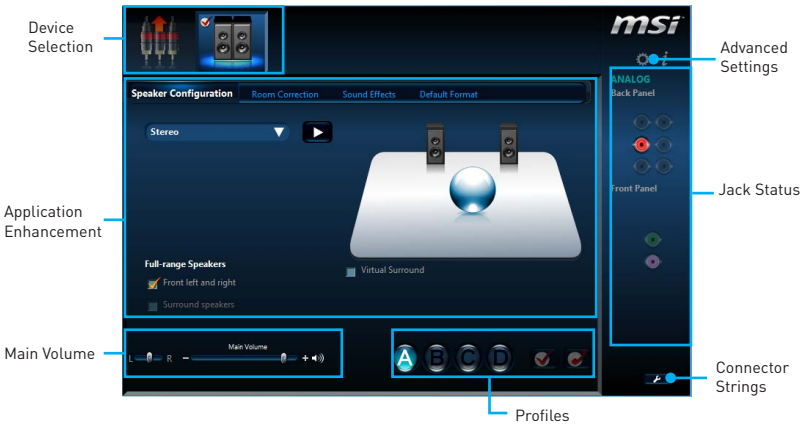 Device
Selection
msi
Advanced
Settings
Speaker Configuration
Room Correction
Sound Effects
Default Format
ANALOG
Back Panel
Stereo
Front Panel
Jack Status
Application
Enhancement
Full-range Speakers
Front left and right
Surround speakers
Virtual Surround
Main Volume
L
R
Main Volume
A
B
C
D
Connector
Strings
Profiles